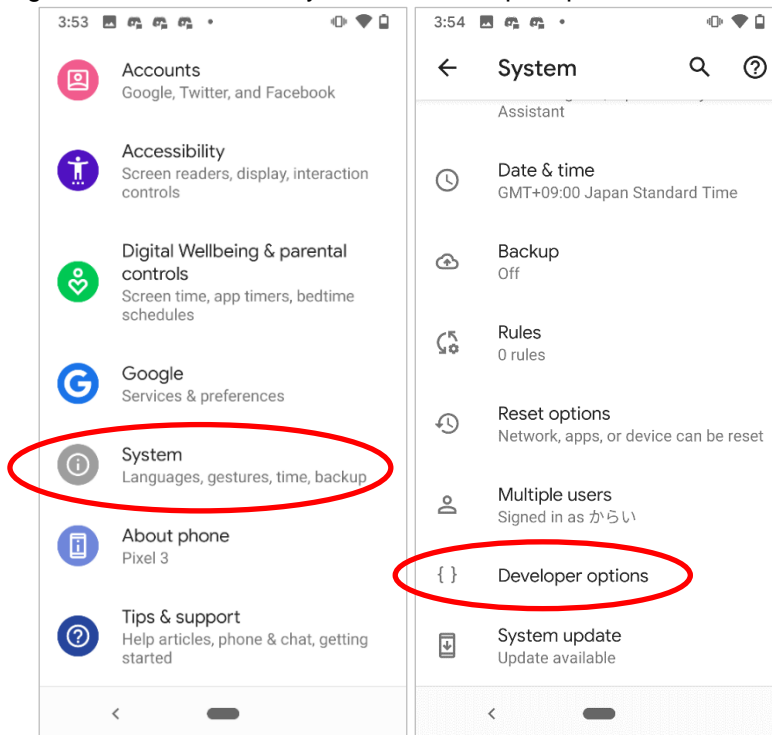 3:53
Accounts
Google, Twitter, and Facebook
Accessibility
Screen readers, display, interaction
controls
Digital Wellbeing & parental
controls
Screen time, app timers, bedtime
schedules
Google
Services & preferences
System
Languages, gestures, time, backup
About phone
Pixel 3
Tips & support
Help articles, phone & chat, getting
started
3:54
System
Assistant
Date & time
GMT+09:00 Japan Standard Time
Backup
Off
Rules
0 rules
Reset options
Network, apps, or device can be reset
Multiple users
Signed in as からい
Developer options
System update
Update available